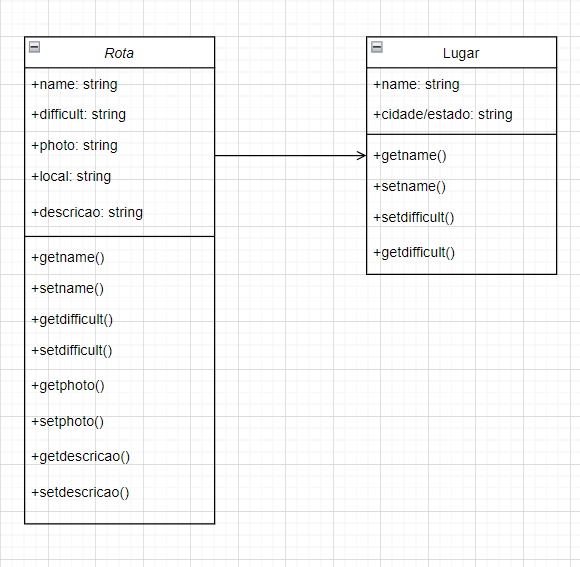 Rota
+name: string
+difficult: string
+photo: string
+local: string
+descricao: string
+getname()
+setname()
+getdifficult()
+setdifficult()
+getphoto()
+setphoto()
+getdescricao()
+setdescricao()
Lugar
+name: string
+cidade/estado: string
+getname()
+setname()
+setdifficult()
+getdifficult()